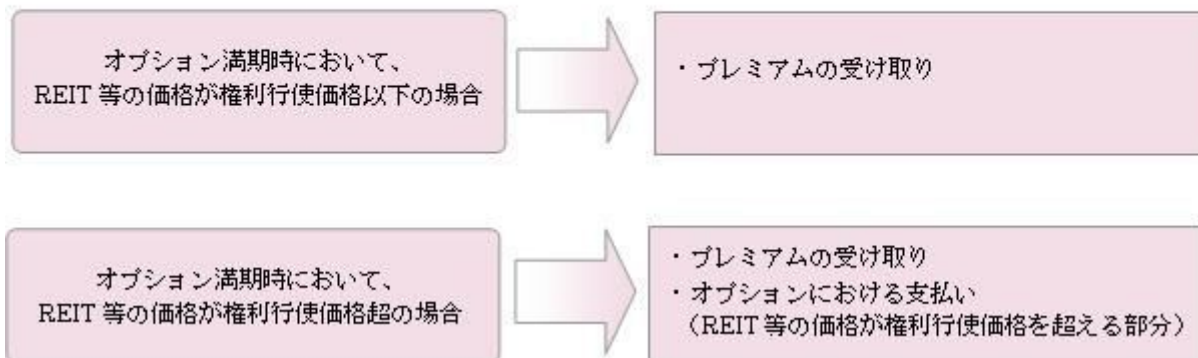 オプション満期時において、
REIT 等の価格が権利行使価格以下の場合
・プレミアムの受け取り
オプション満期時において、
REIT 等の価格が権利行使価格超の場合
・プレミアムの受け取り
・オプションにおける支払い
（REIT 等の価格が権利行使価格を超える部分）